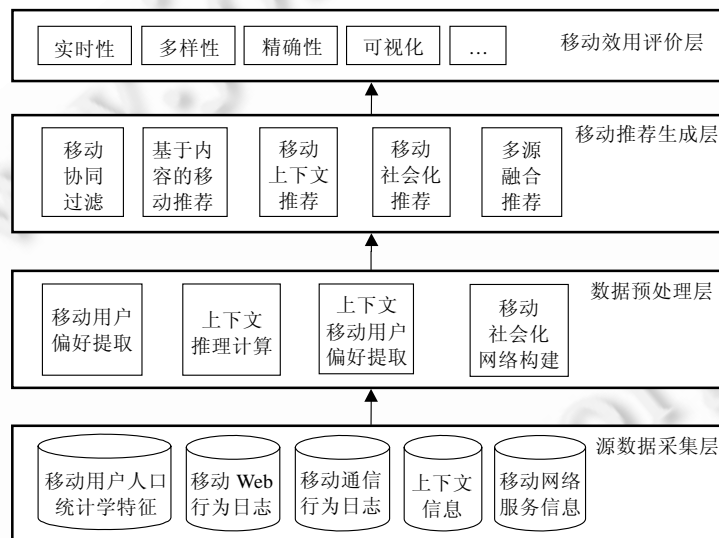 移动效用评价层
实时性 多样性 精确性 可视化 …
移动推荐生成层
移动
协同
过滤
基于内
容的移
动推荐
移动
上下文
推荐
移动
社会化
推荐
多源
融合
推荐
数据预处理层
移动用户
偏好提取
上下文
推理计算
上下文
移动用户
偏好提取
移动
社会化
网络构建
源数据采集层
移动用户人口
统计学特征
移动 Web
行为日志
移动通信
行为日志
上下文
信息
移动网络
服务信息